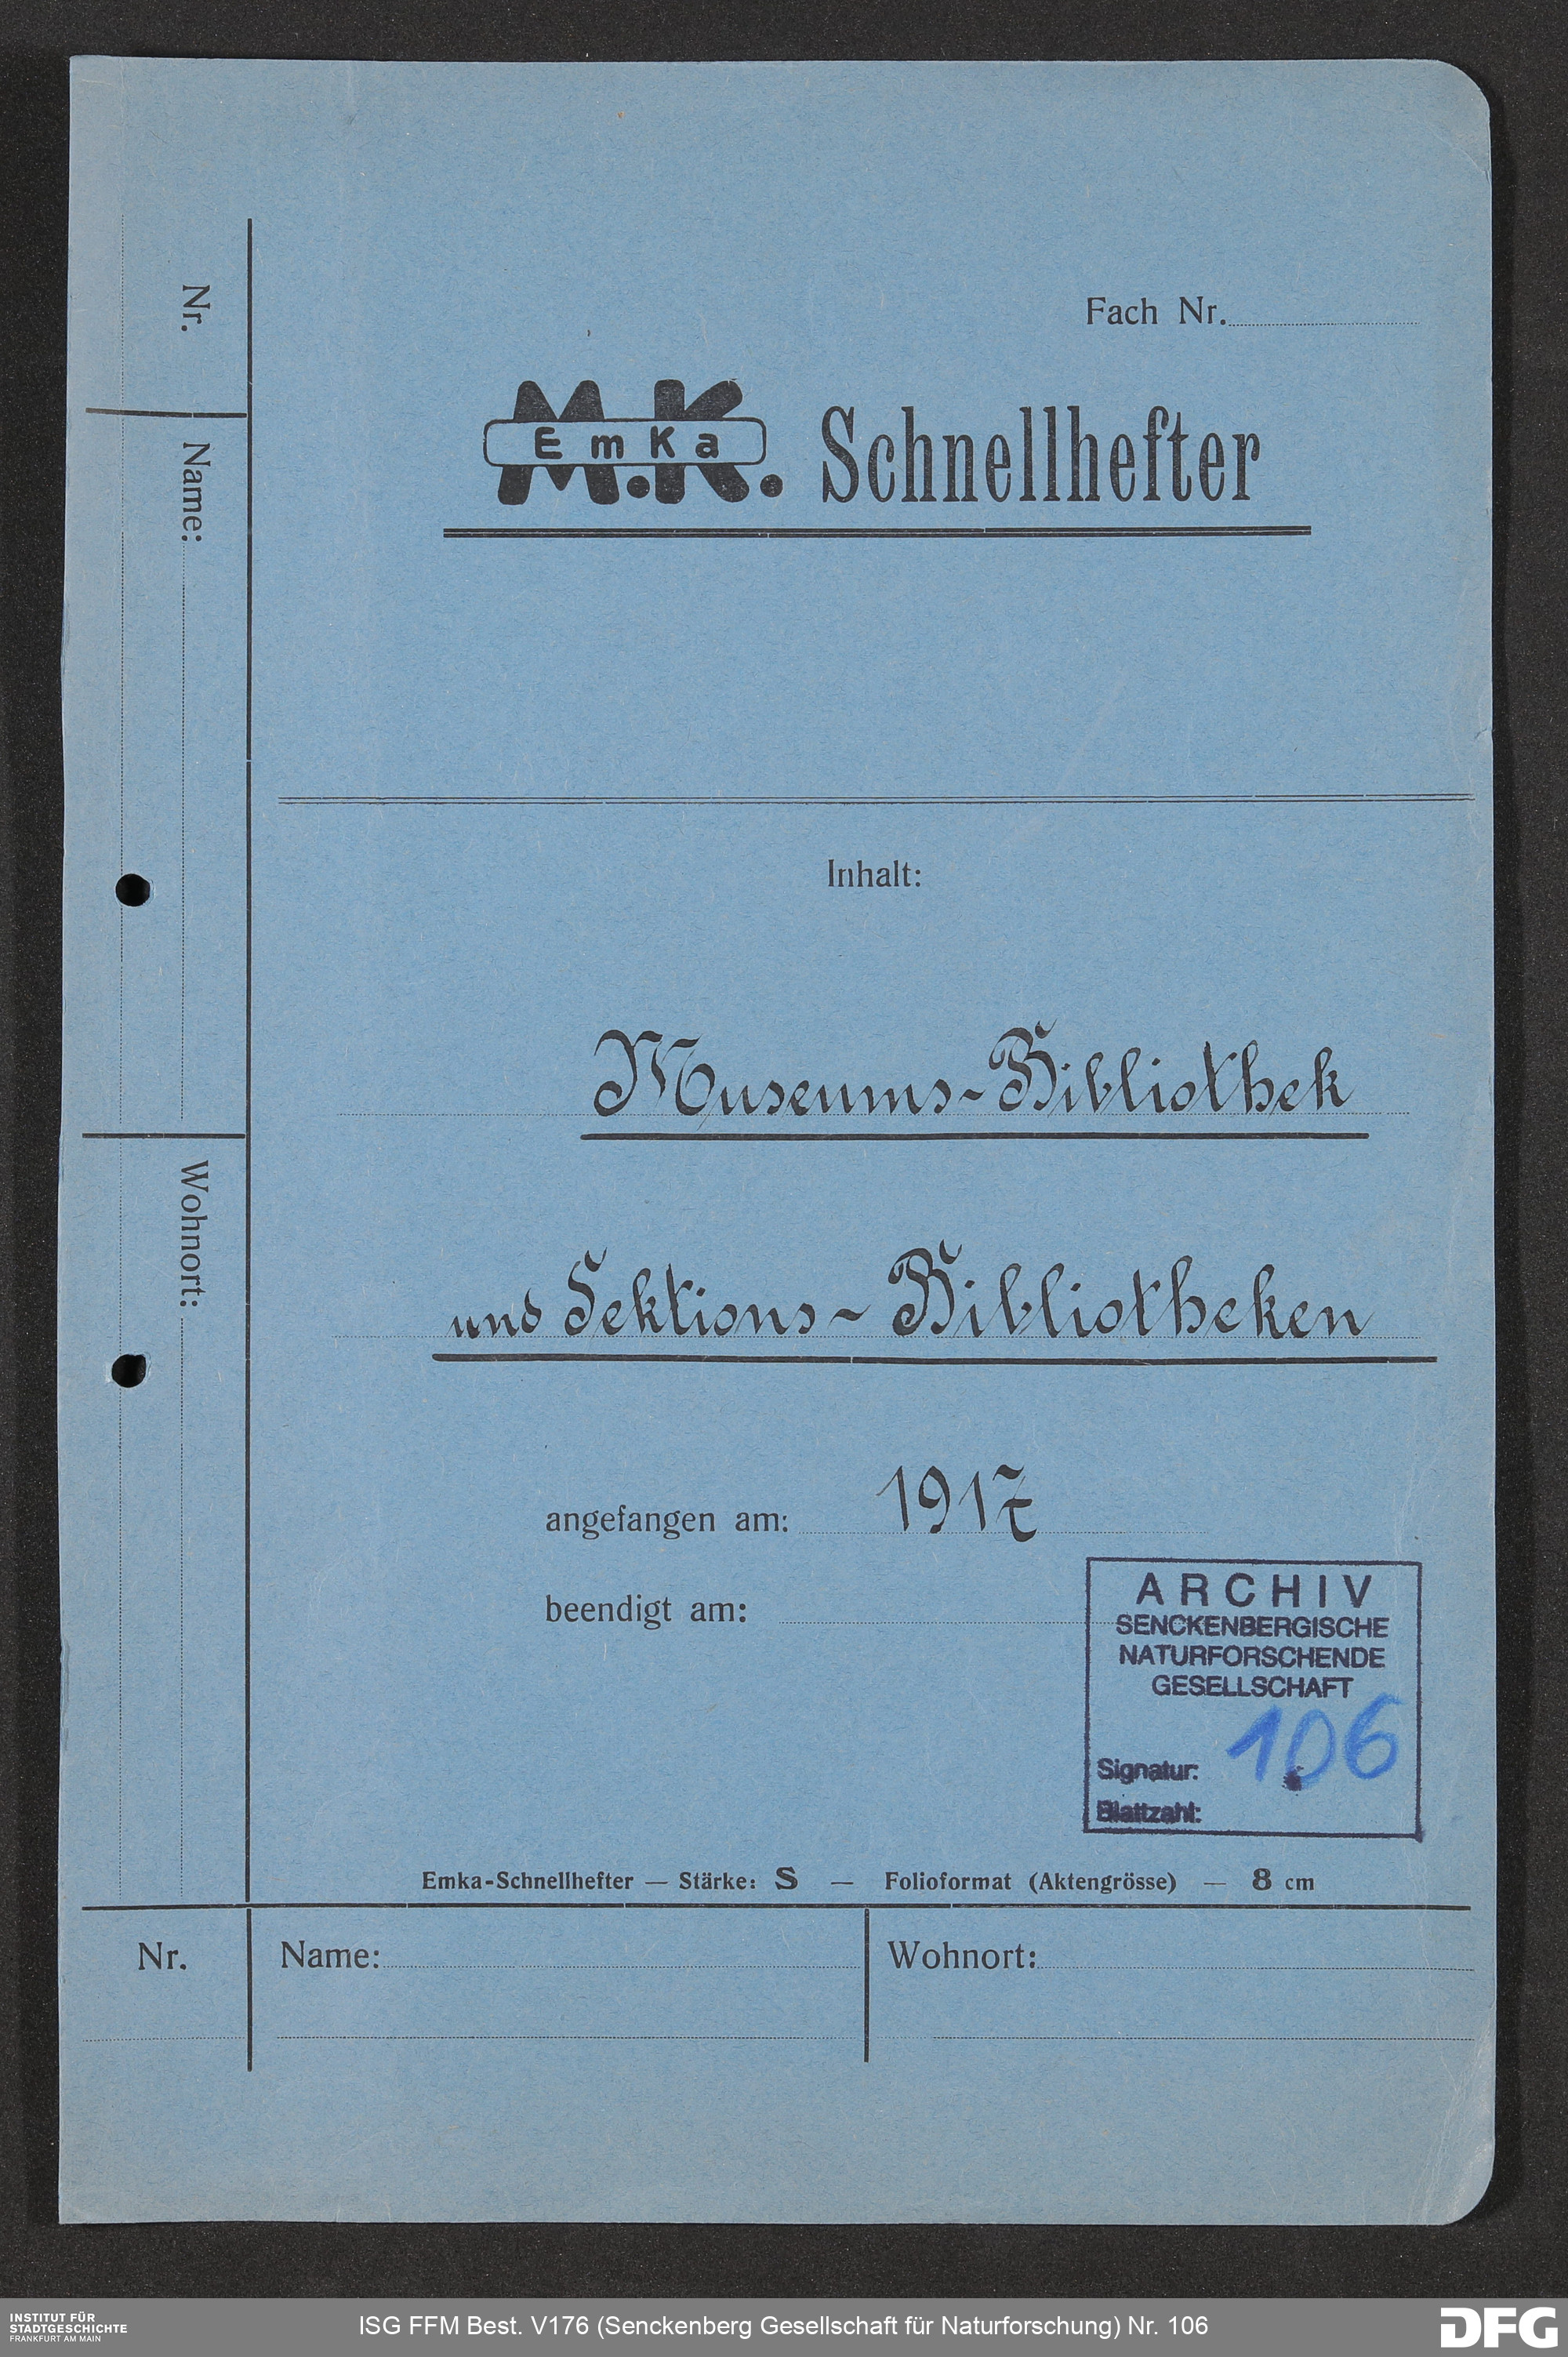 Fach Nr.
M.K.
EmKa
Schnellhefter
Inhalt:
Museums-Bibliothek
und Sektions-Bibliotheken
angefangen am: 1917
beendigt am:
ARCHIV
SENCKENBERGISCHE
NATURFORSCHENDE
GESELLSCHAFT
Signatur: 106
Blattzahl:
Emka-Schnellhefter — Stärke: S — Folioformat (Aktengrösse) — 8 cm
Nr. Name: Wohnort:
Nr.
Name:
Wohnort:
INSTITUT FÜR
STADTGESCHICHTE
FRANKFURT AM MAIN
ISG FFM Best. V176 (Senckenberg Gesellschaft für Naturforschung) Nr. 106
DFG